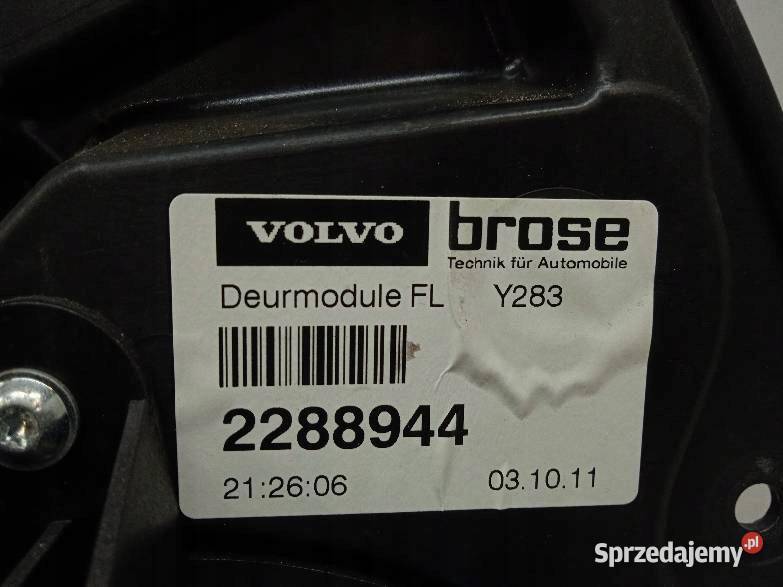 VOLVO
brose
Technik für Automobile
Deurmodule FL Y283
2288944
21:26:06 03.10.11
Sprzedajemy.pl